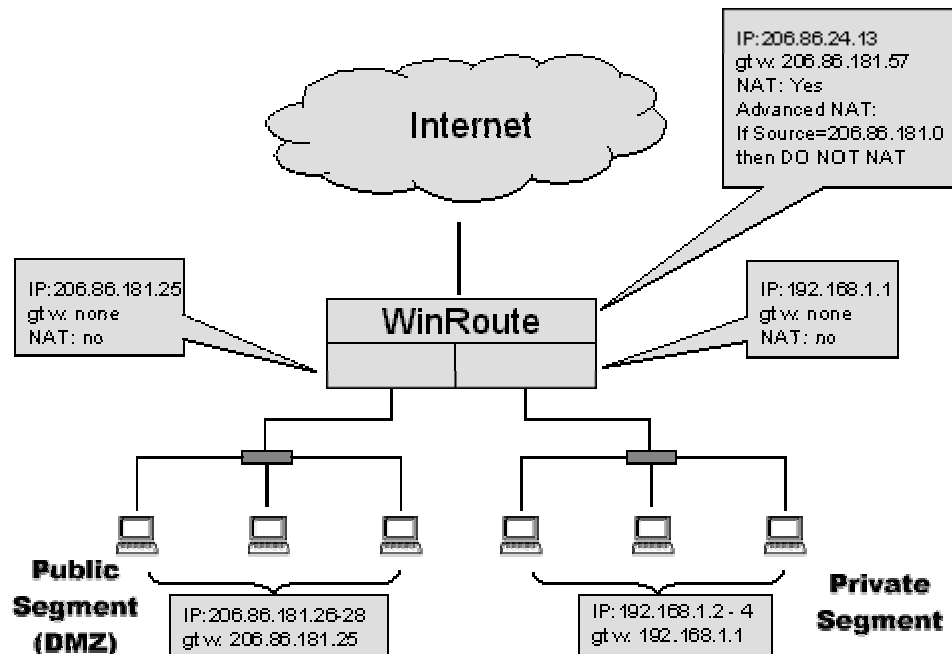 IP:206.86.24.13
gtw: 206.86.181.57
NAT: Yes
Advanced NAT:
If Source=206.86.181.0
then DO NOT NAT
Internet
IP:206.86.181.25
gtw: none
NAT: no
WinRoute
IP:192.168.1.1
gtw: none
NAT: no
Public
Segment
(DMZ)
IP:206.86.181.26-28
gtw: 206.86.181.25
IP:192.168.1.2 - 4
gtw: 192.168.1.1
Private
Segment